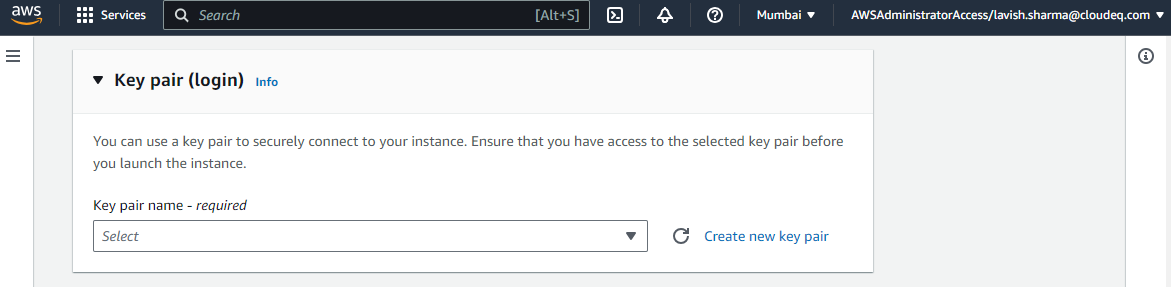 aws Services Search [Alt+S] Mumbai AWSAdministratorAccess/lavish.sharma@cloudeq.com
Key pair (login) Info
You can use a key pair to securely connect to your instance. Ensure that you have access to the selected key pair before
you launch the instance.
Key pair name - required
Select Create new key pair